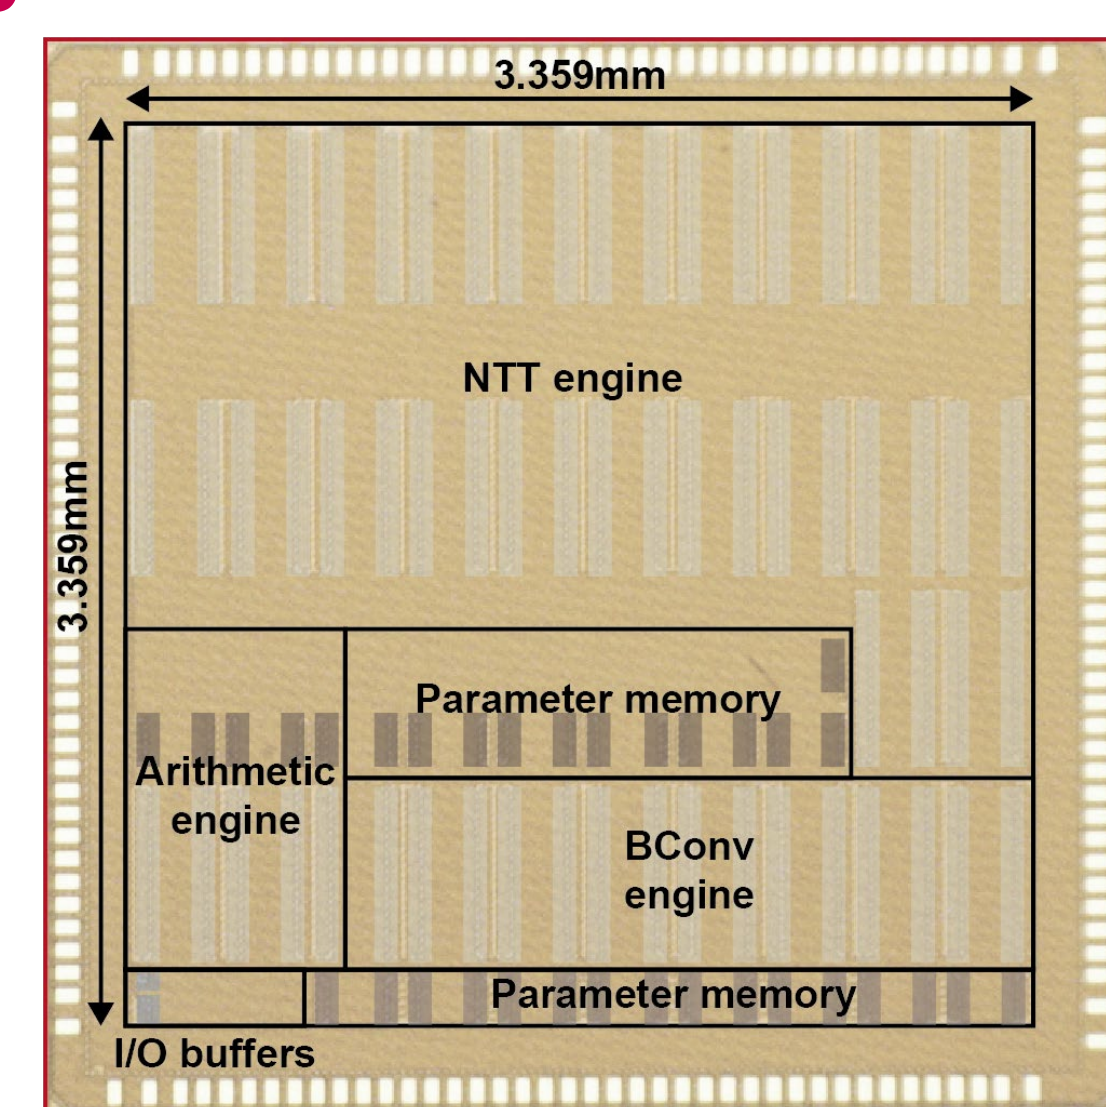 3.359mm
3.359mm
NTT engine
Parameter memory
Arithmetic
engine
BConv
engine
Parameter memory
I/O buffers